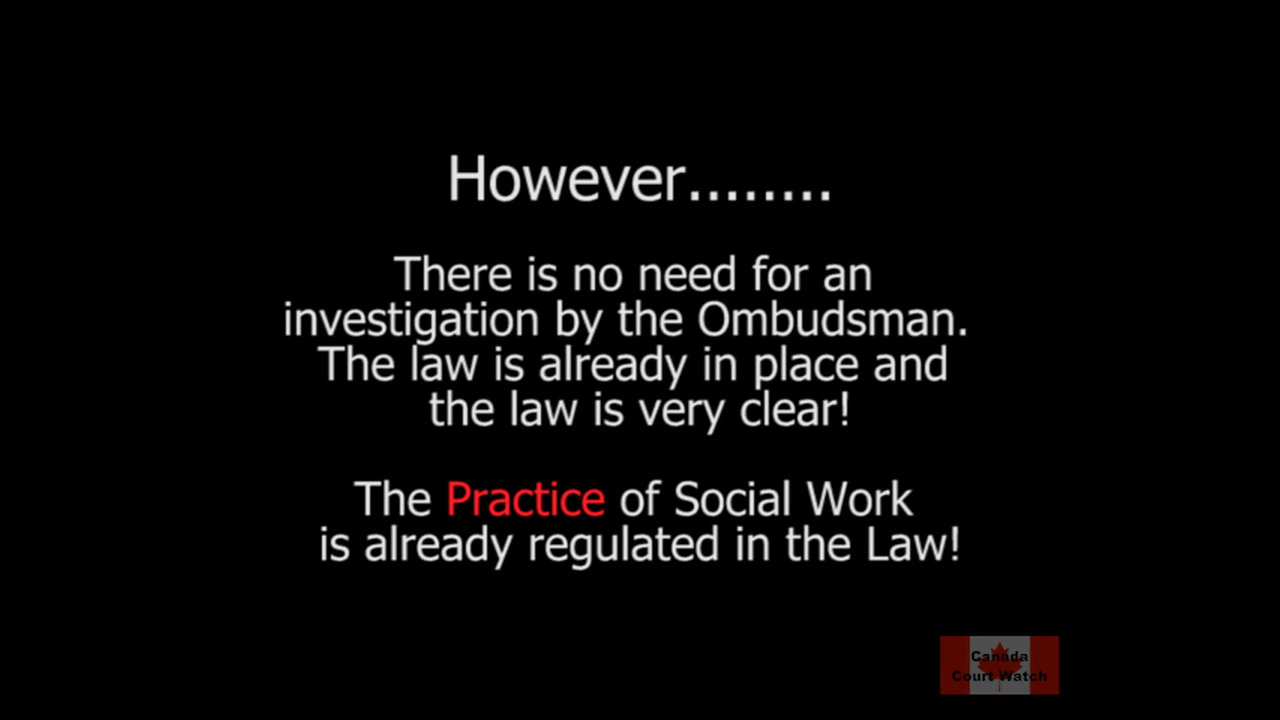 However........
There is no need for an
investigation by the Ombudsman.
The law is already in place and
the law is very clear!
The Practice of Social Work
is already regulated in the Law!
Canada
Court Watch